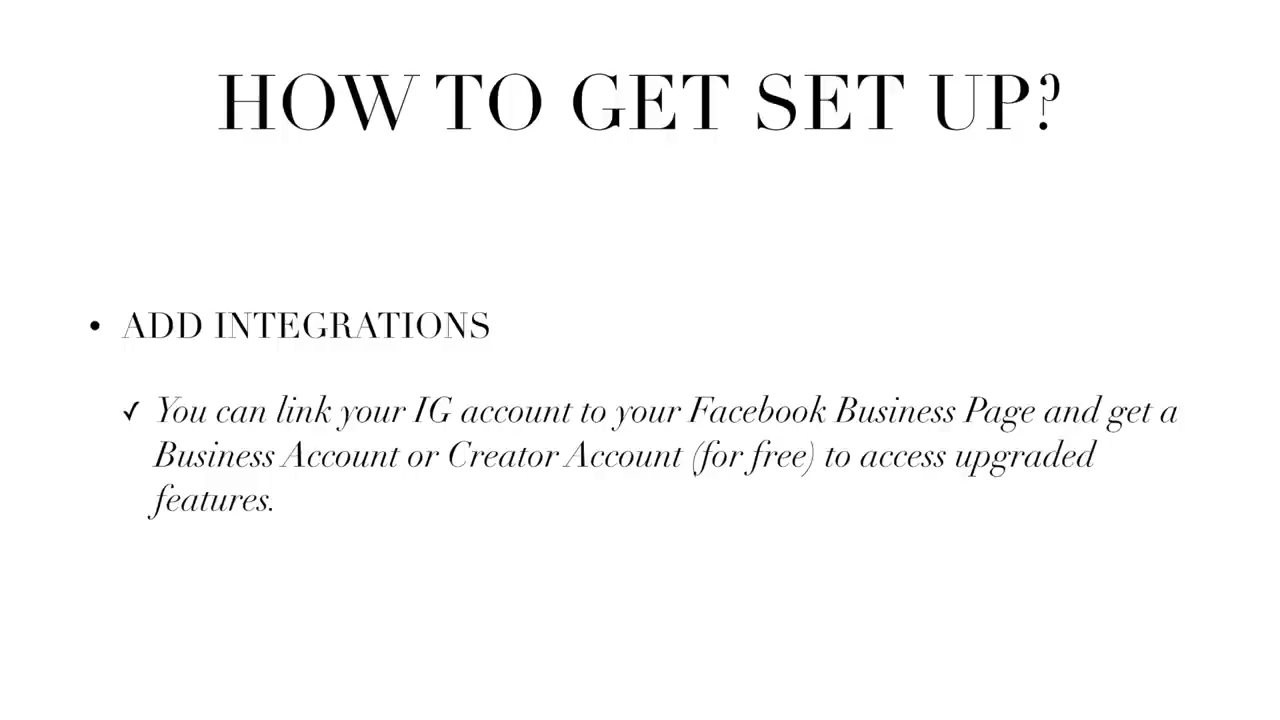 HOW TO GET SET UP?
• ADD INTEGRATIONS
✓ You can link your IG account to your Facebook Business Page and get a
Business Account or Creator Account (for free) to access upgraded
features.